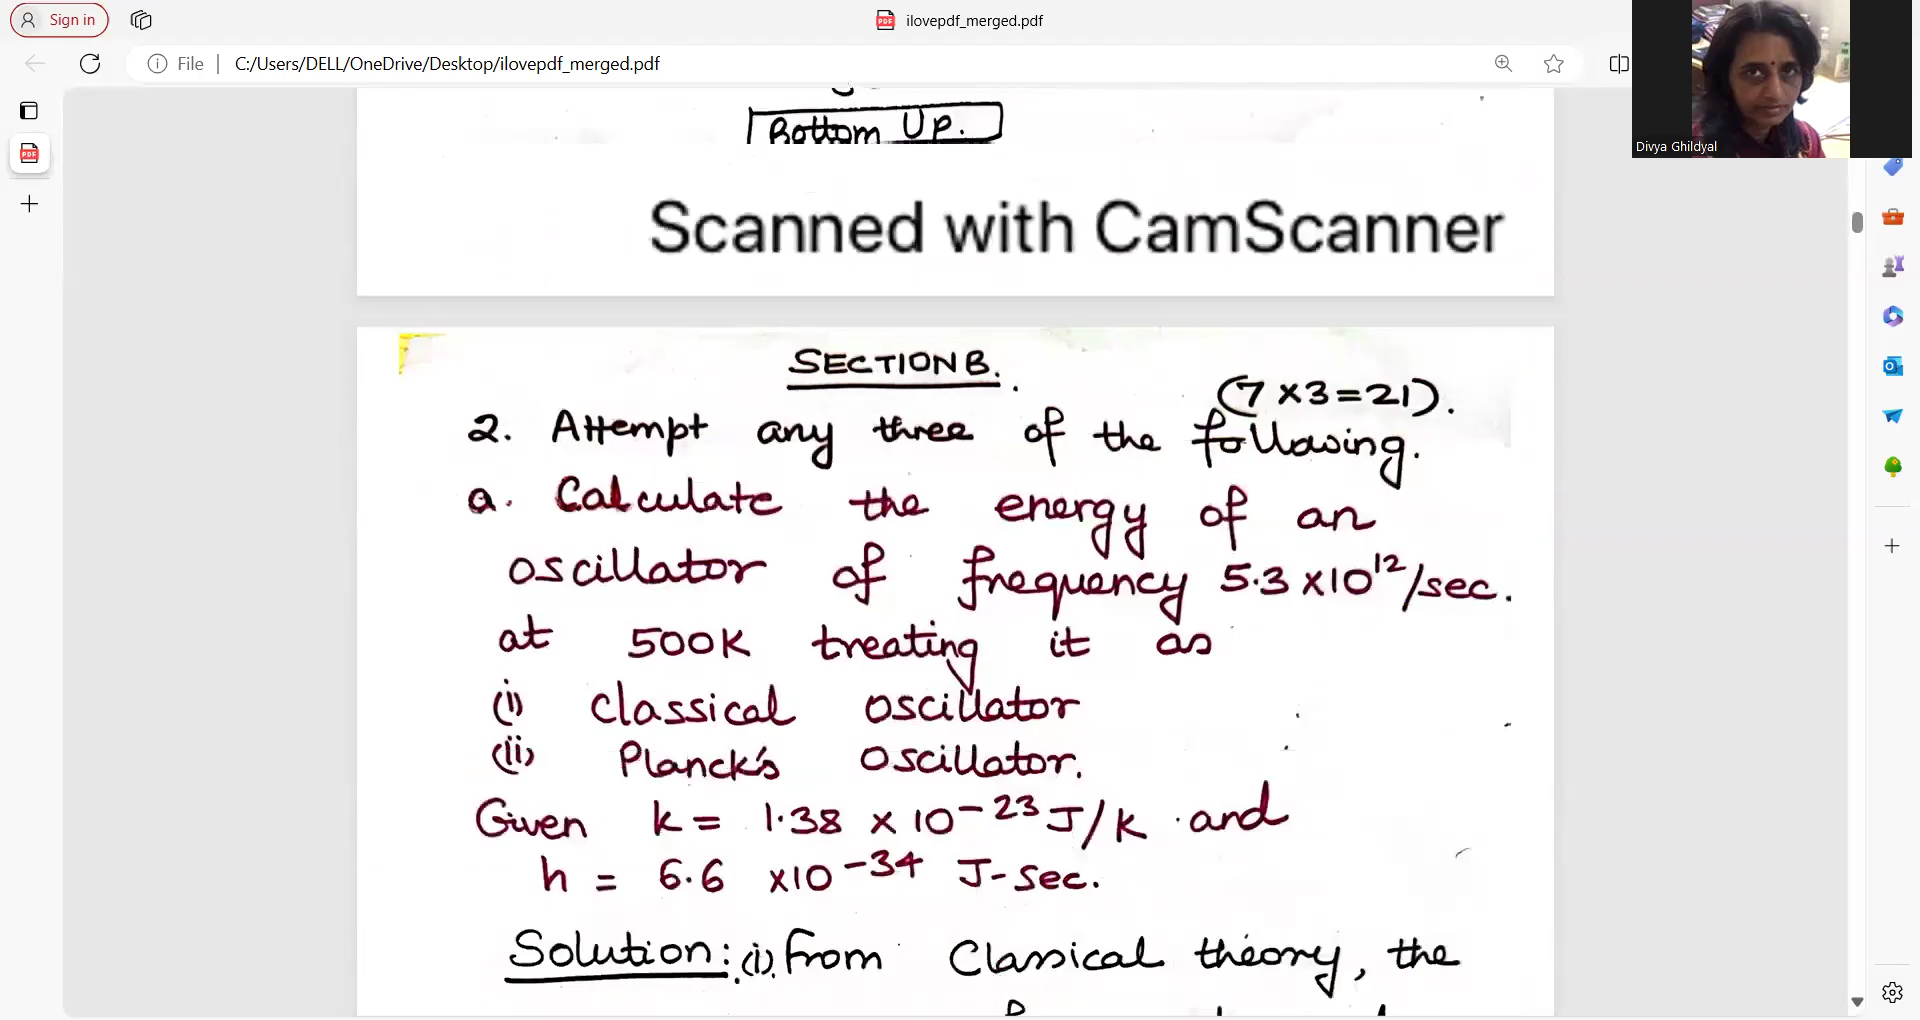 Sign in
ilovepdf_merged.pdf
File
C:/Users/DELL/OneDrive/Desktop/ilovepdf_merged.pdf
Divya Ghildyal
Bottom Up.
Scanned with CamScanner
SECTION B.
(7 x 3 = 21).
2. Attempt any three of the following.
a. Calculate the energy of an
oscillator of frequency 5.3 x 10¹²/sec.
at 500K treating it as
(i) Classical oscillator
(ii) Planck's Oscillator.
Given k = 1.38 x 10⁻²³ J/K and
h = 6.6 x10⁻³⁴ J-sec.
Solution: (i). From Classical theory, the